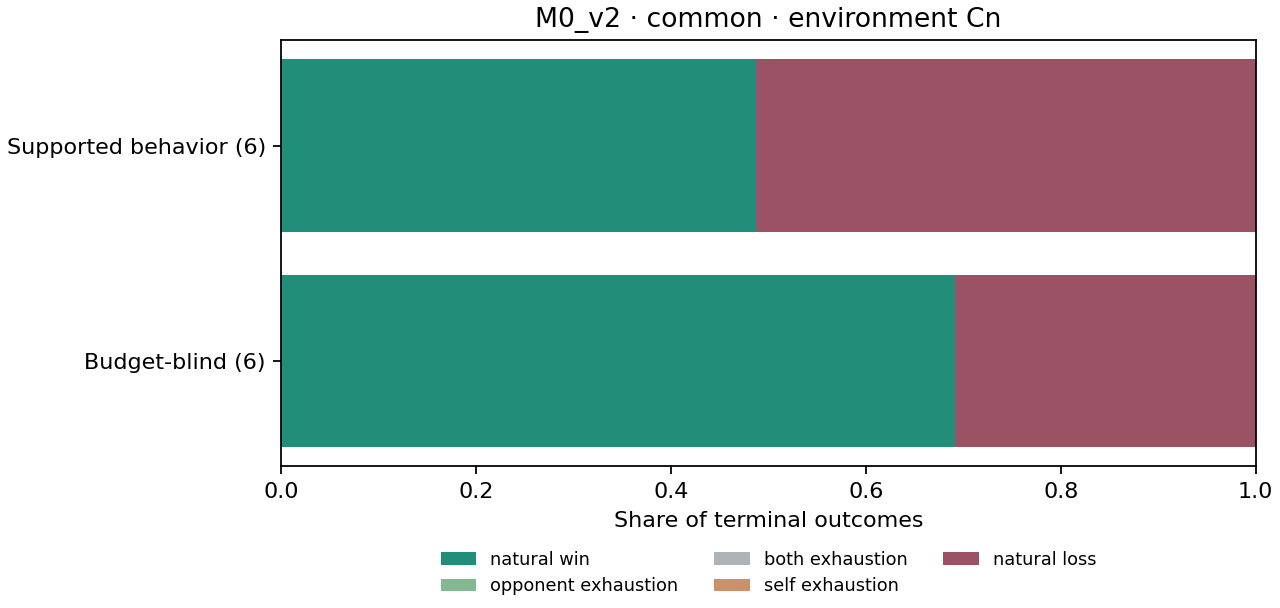 M0_v2 · common · environment Cn
Supported behavior (6)
Budget-blind (6)
0.0 0.2 0.4 0.6 0.8 1.0
Share of terminal outcomes
natural win both exhaustion natural loss
opponent exhaustion self exhaustion